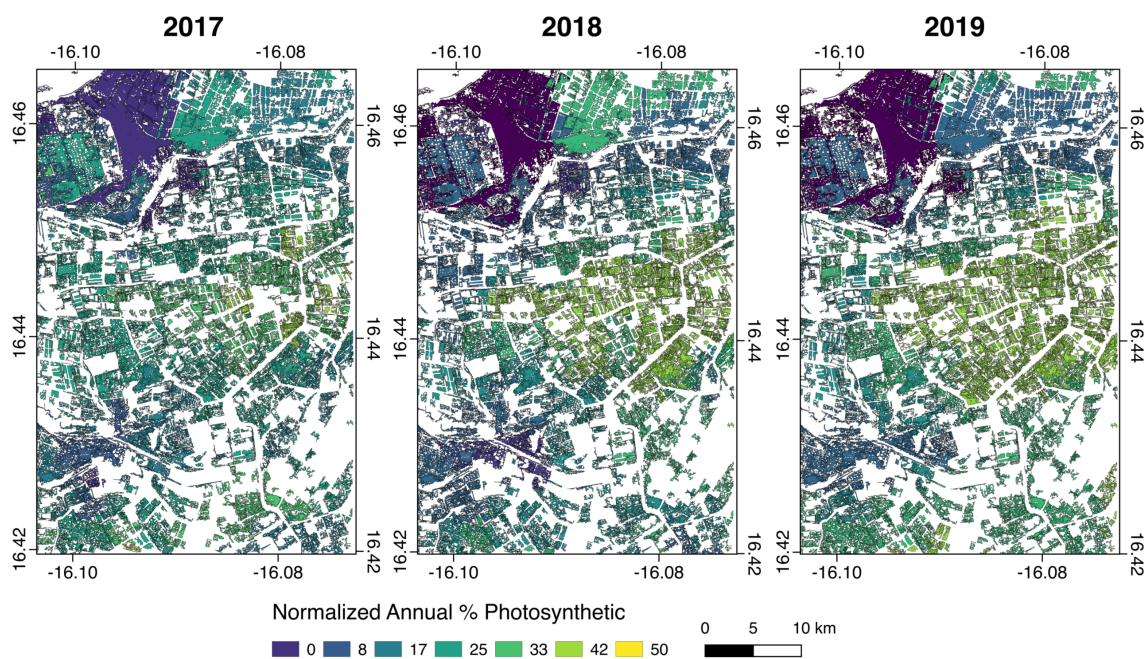 2017 2018 2019
-16.10 -16.08 -16.10 -16.08 -16.10 -16.08
16.46 16.46 16.46 16.46 16.46 16.46
16.44 16.44 16.44 16.44 16.44 16.44
16.42 16.42 16.42 16.42 16.42 16.42
-16.10 -16.08 -16.10 -16.08 -16.10 -16.08
Normalized Annual % Photosynthetic
0 5 10 km
0 8 17 25 33 42 50